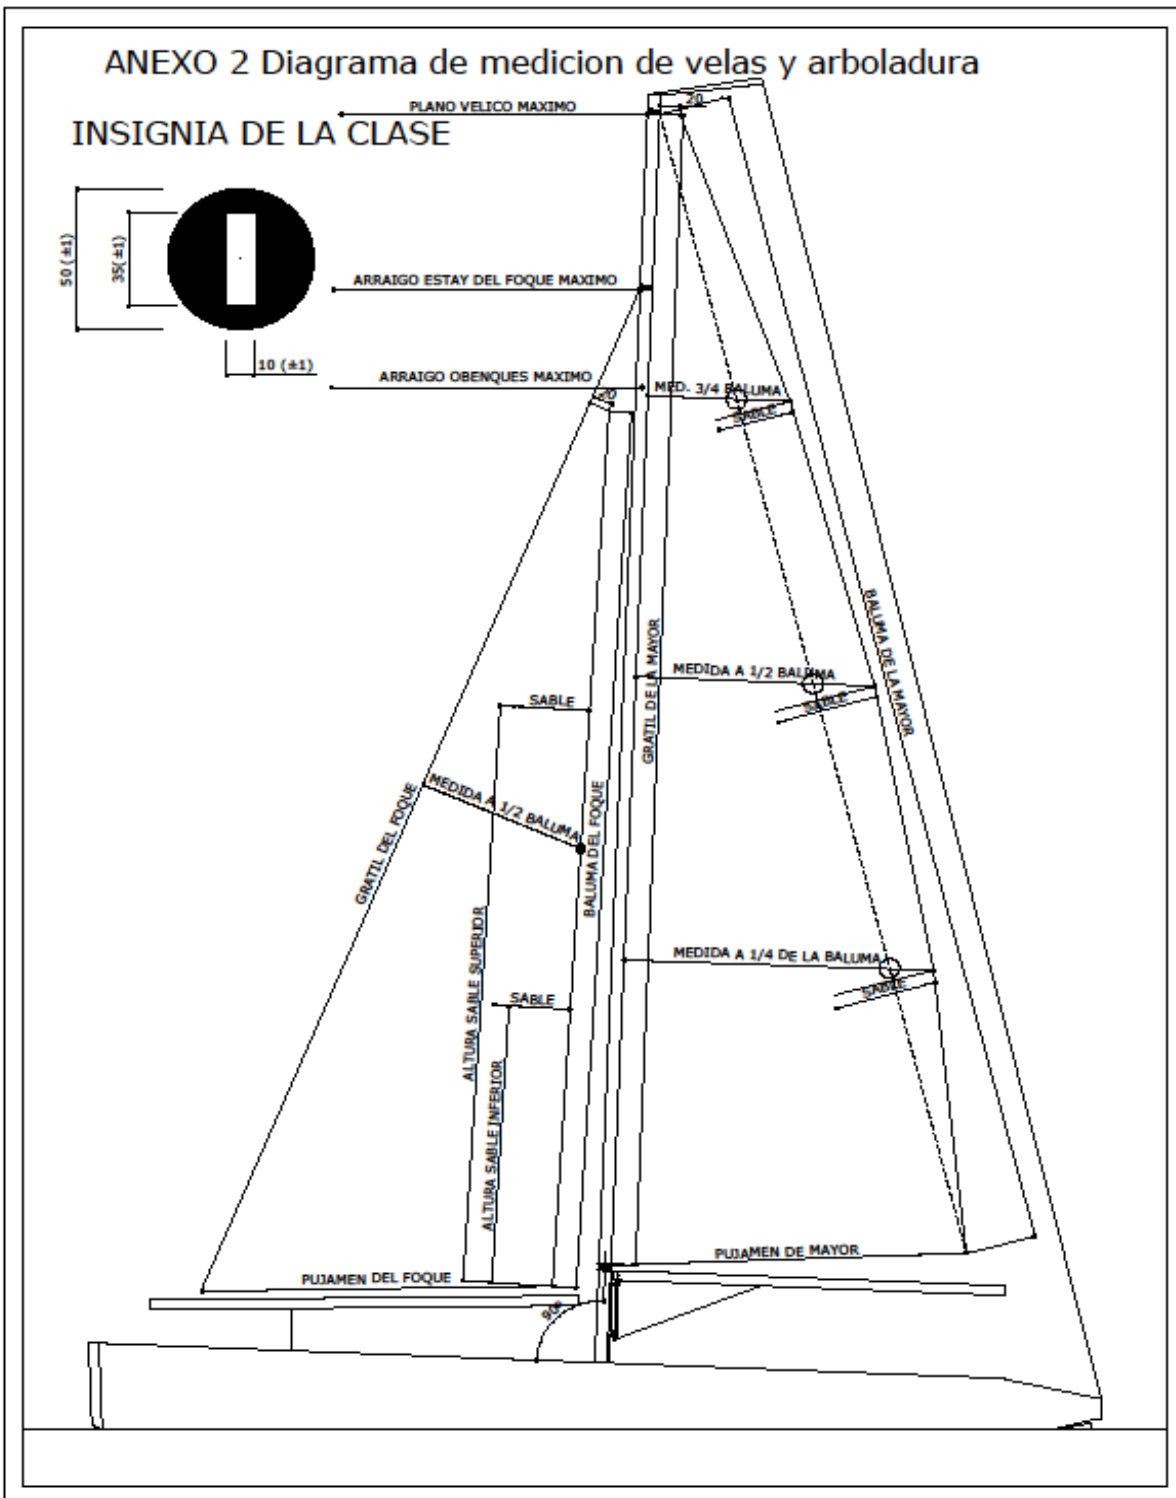 ANEXO 2 Diagrama de medicion de velas y arboladura
20
PLANO VELICO MAXIMO
INSIGNIA DE LA CLASE
50 (±1)
35(±1)
10 (±1)
ARRAIGO ESTAY DEL FOQUE MAXIMO
ARRAIGO OBENQUES MAXIMO
MED. 3/4 BALUMA
20
SABLE
BALUMA DE LA MAYOR
GRATIL DE LA MAYOR
MEDIDA A 1/2 BALUMA
SABLE
SABLE
MEDIDA A 1/2 BALUMA
GRATIL DEL FOQUE
BALUMA DEL FOQUE
ALTURA SABLE SUPERIOR
MEDIDA A 1/4 DE LA BALUMA
SABLE
SABLE
ALTURA SABLE INFERIOR
PUJAMEN DE MAYOR
PUJAMEN DEL FOQUE
90º